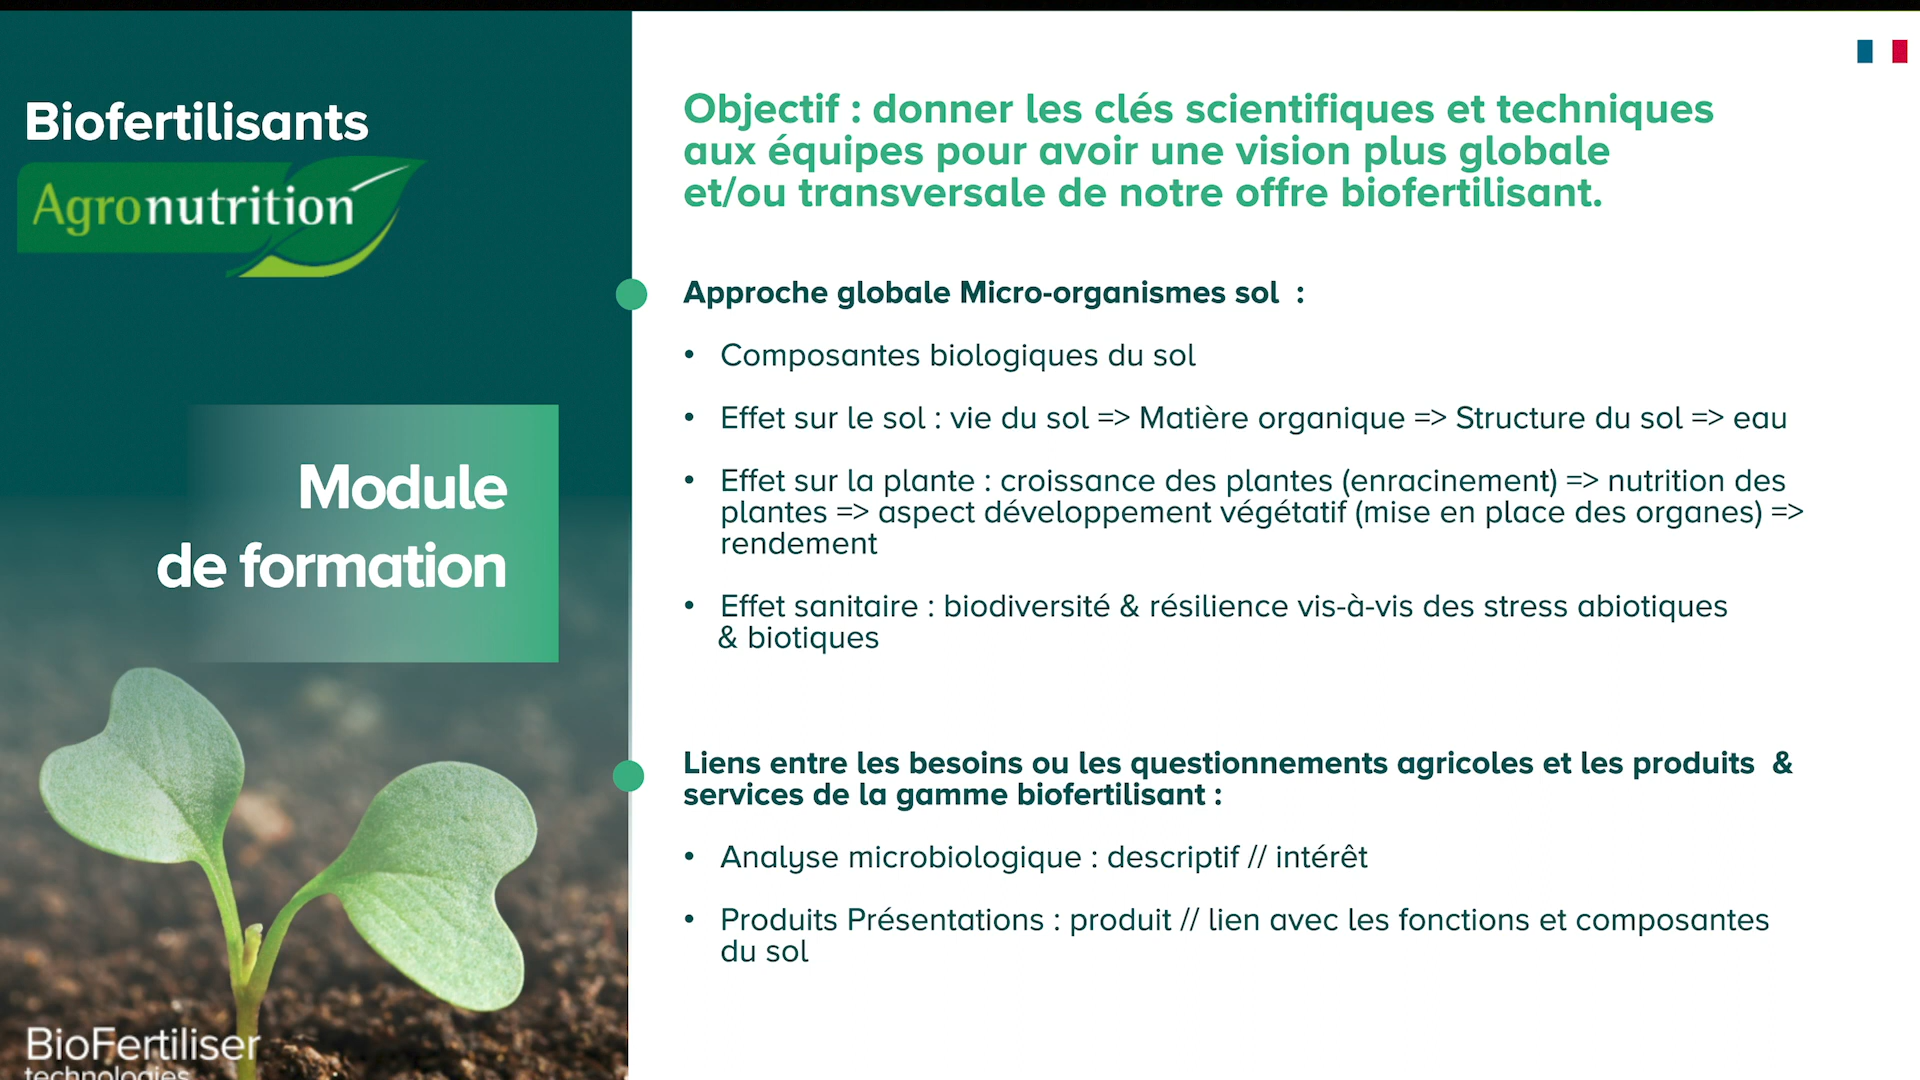 Biofertilisants
Agronutrition
Module
de formation
BioFertiliser
technologies
Objectif : donner les clés scientifiques et techniques
aux équipes pour avoir une vision plus globale
et/ou transversale de notre offre biofertilisant.
Approche globale Micro-organismes sol  :
• Composantes biologiques du sol
• Effet sur le sol : vie du sol => Matière organique => Structure du sol => eau
• Effet sur la plante : croissance des plantes (enracinement) => nutrition des
plantes => aspect développement végétatif (mise en place des organes) =>
rendement
• Effet sanitaire : biodiversité & résilience vis-à-vis des stress abiotiques
& biotiques
Liens entre les besoins ou les questionnements agricoles et les produits  &
services de la gamme biofertilisant :
• Analyse microbiologique : descriptif // intérêt
• Produits Présentations : produit // lien avec les fonctions et composantes
du sol